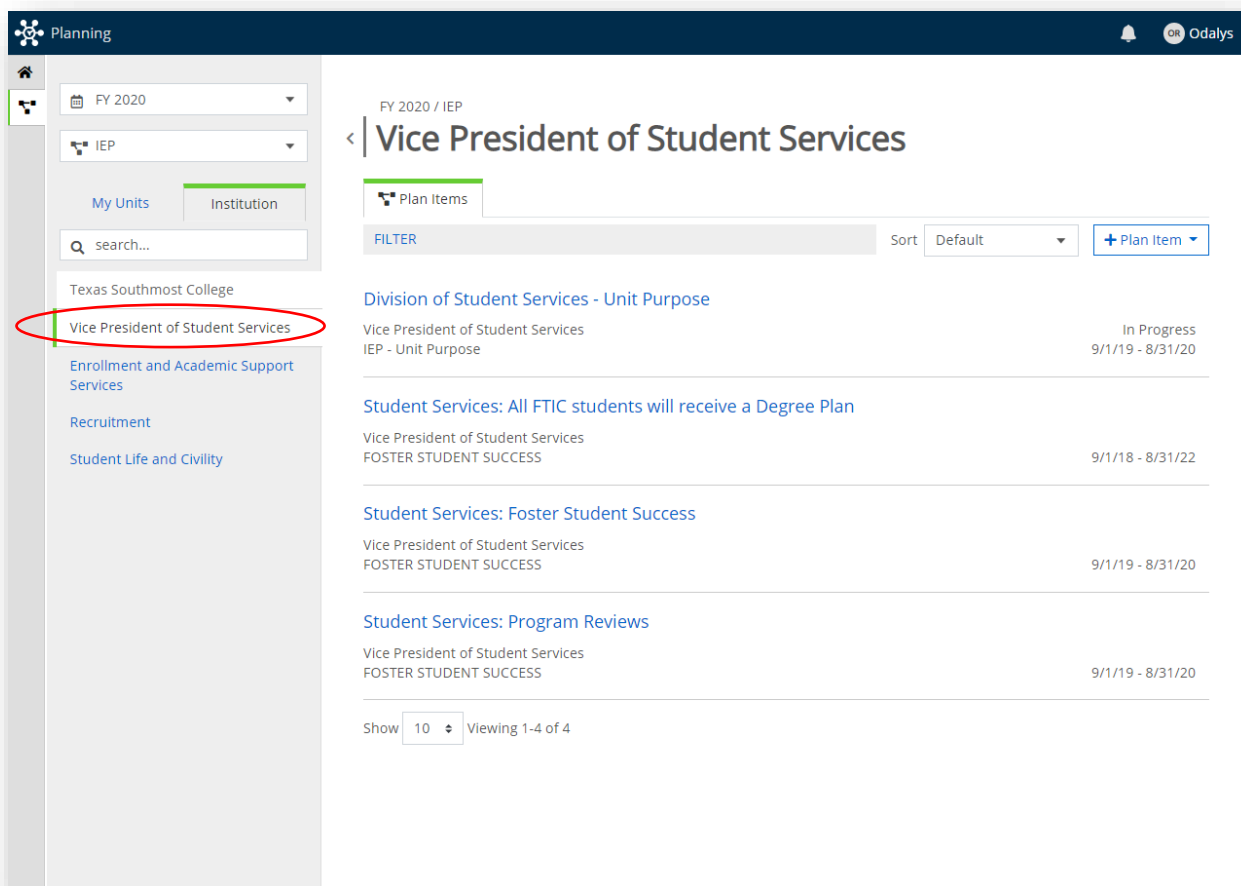 Planning
OR Odalys
FY 2020
IEP
My Units
Institution
search...
Texas Southmost College
Vice President of Student Services
Enrollment and Academic Support
Services
Recruitment
Student Life and Civility
FY 2020 / IEP
Vice President of Student Services
Plan Items
FILTER
Sort Default
+ Plan Item
Division of Student Services - Unit Purpose
Vice President of Student Services In Progress
IEP - Unit Purpose 9/1/19 - 8/31/20
Student Services: All FTIC students will receive a Degree Plan
Vice President of Student Services
FOSTER STUDENT SUCCESS 9/1/18 - 8/31/22
Student Services: Foster Student Success
Vice President of Student Services
FOSTER STUDENT SUCCESS 9/1/19 - 8/31/20
Student Services: Program Reviews
Vice President of Student Services
FOSTER STUDENT SUCCESS 9/1/19 - 8/31/20
Show 10 Viewing 1-4 of 4